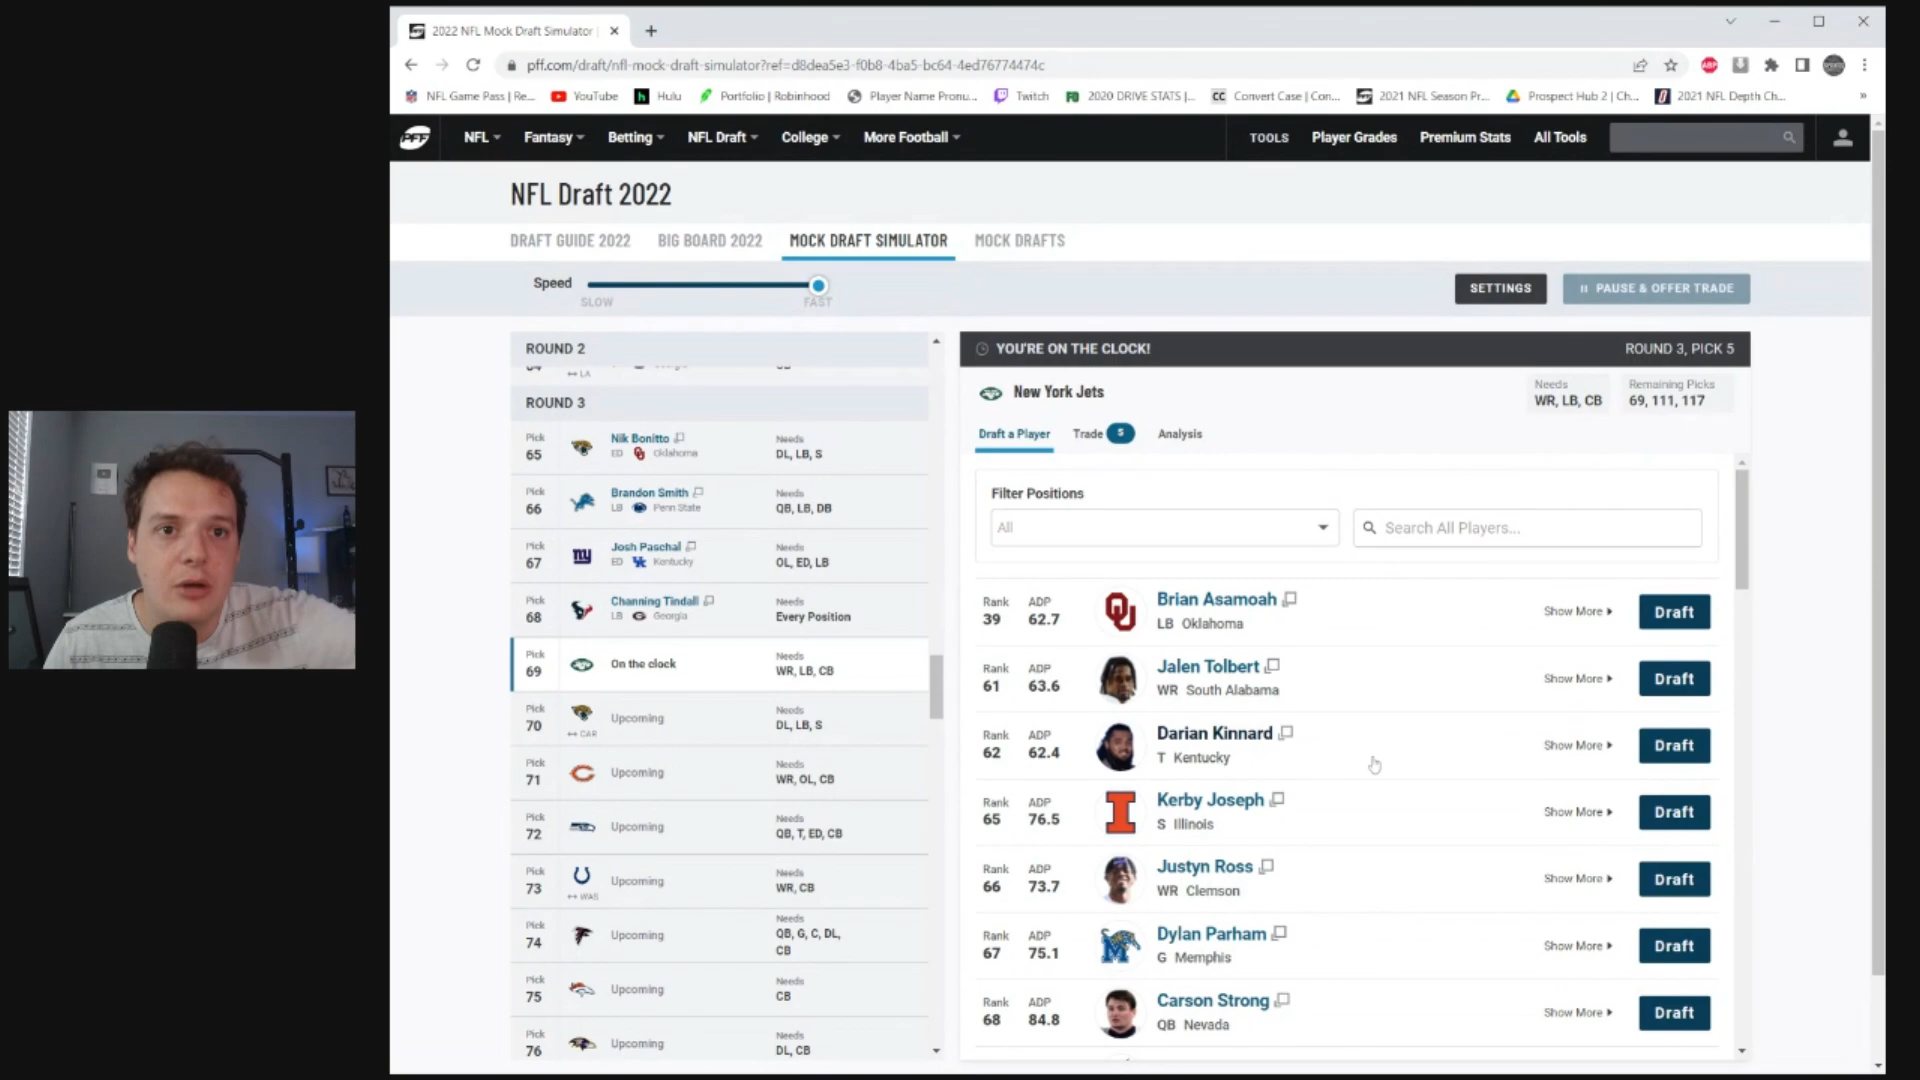 2022 NFL Mock Draft Simulator
pff.com/draft/nfl-mock-draft-simulator?ref=d8dea5e3-f0b8-4ba5-bc64-4ed76774474c
NFL Game Pass | Re... YouTube Hulu Portfolio | Robinhood Player Name Pronu... Twitch 2020 DRIVE STATS |... Convert Case | Con... 2021 NFL Season Pr... Prospect Hub 2 | Ch... 2021 NFL Depth Ch... »
PFF NFL Fantasy Betting NFL Draft College More Football TOOLS Player Grades Premium Stats All Tools
NFL Draft 2022
DRAFT GUIDE 2022 BIG BOARD 2022 MOCK DRAFT SIMULATOR MOCK DRAFTS
Speed SLOW FAST
SETTINGS PAUSE & OFFER TRADE
ROUND 2
LA
ROUND 3
Pick 65 Nik Bonitto ED Oklahoma Needs DL, LB, S
Pick 66 Brandon Smith LB Penn State Needs QB, LB, DB
Pick 67 Josh Paschal ED Kentucky Needs OL, ED, LB
Pick 68 Channing Tindall LB Georgia Needs Every Position
Pick 69 On the clock Needs WR, LB, CB
Pick 70 CAR Upcoming Needs DL, LB, S
Pick 71 Upcoming Needs WR, OL, CB
Pick 72 Upcoming Needs QB, T, ED, CB
Pick 73 WAS Upcoming Needs WR, CB
Pick 74 Upcoming Needs QB, G, C, DL, CB
Pick 75 Upcoming Needs CB
Pick 76 Upcoming Needs DL, CB
YOU'RE ON THE CLOCK! ROUND 3, PICK 5
New York Jets
Needs WR, LB, CB
Remaining Picks 69, 111, 117
Draft a Player Trade 5 Analysis
Filter Positions
All Search All Players...
Rank 39 ADP 62.7 Brian Asamoah LB Oklahoma Show More Draft
Rank 61 ADP 63.6 Jalen Tolbert WR South Alabama Show More Draft
Rank 62 ADP 62.4 Darian Kinnard T Kentucky Show More Draft
Rank 65 ADP 76.5 Kerby Joseph S Illinois Show More Draft
Rank 66 ADP 73.7 Justyn Ross WR Clemson Show More Draft
Rank 67 ADP 75.1 Dylan Parham G Memphis Show More Draft
Rank 68 ADP 84.8 Carson Strong QB Nevada Show More Draft